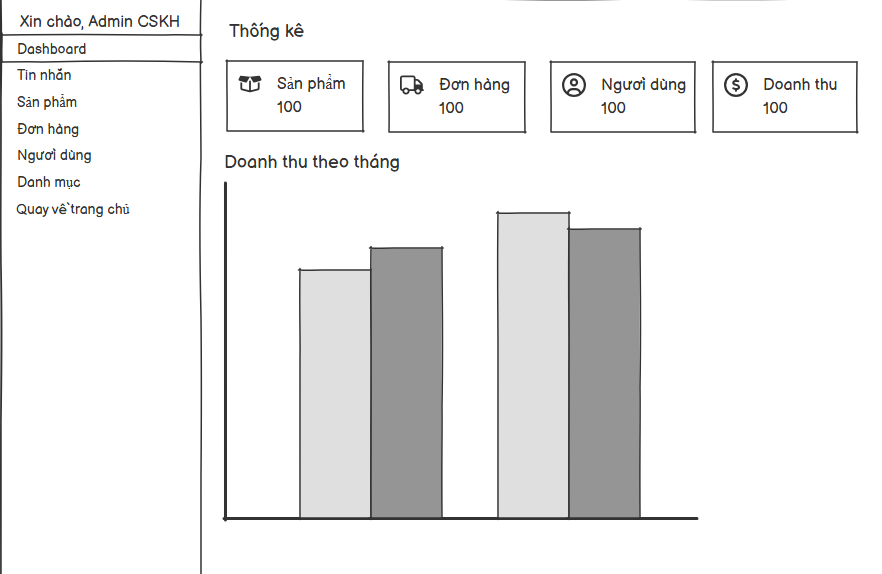 Xin chào, Admin CSKH
Dashboard
Tin nhắn
Sản phẩm
Đơn hàng
Người dùng
Danh mục
Quay về trang chủ
Thống kê
Sản phẩm
100
Đơn hàng
100
Người dùng
100
Doanh thu
100
Doanh thu theo tháng